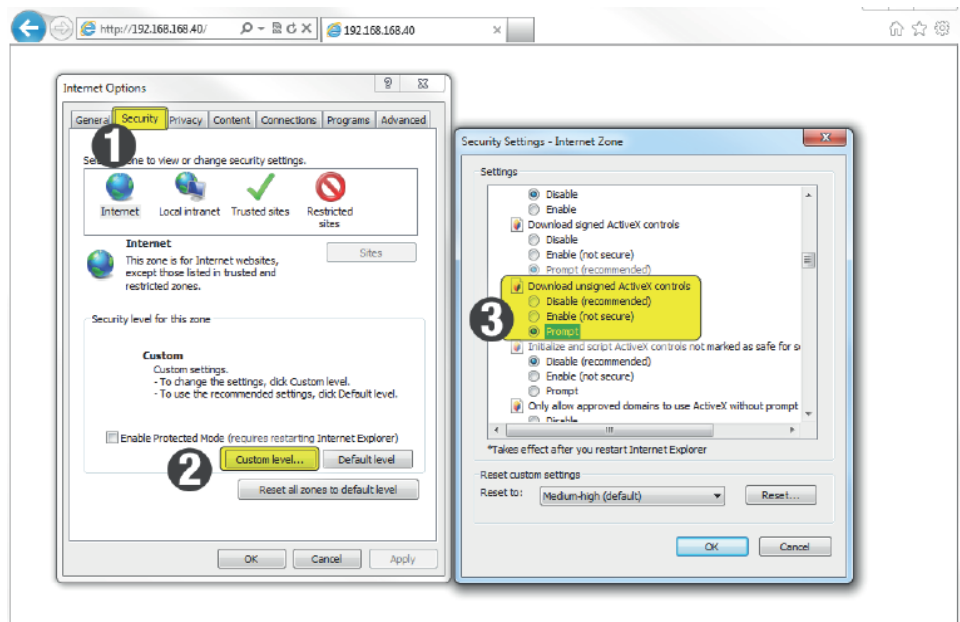 http://192.168.168.40/
192.168.168.40
Internet Options
General Security Privacy Content Connections Programs Advanced
1
Se zone to view or change security settings.
Internet Local intranet Trusted sites Restricted
sites
Internet
This zone is for Internet websites,
except those listed in trusted and
restricted zones.
Sites
Security level for this zone
Custom
Custom settings.
- To change the settings, click Custom level.
- To use the recommended settings, click Default level.
Enable Protected Mode (requires restarting Internet Explorer)
2
Custom level... Default level
Reset all zones to default level
OK Cancel Apply
Security Settings - Internet Zone
Settings
Disable
Enable
Download signed ActiveX controls
Disable
Enable (not secure)
Prompt (recommended)
Download unsigned ActiveX controls
Disable (recommended)
3
Enable (not secure)
Prompt
Initialize and script ActiveX controls not marked as safe for s
Disable (recommended)
Enable (not secure)
Prompt
Only allow approved domains to use ActiveX without prompt
Disable
*Takes effect after you restart Internet Explorer
Reset custom settings
Reset to: Medium-high (default) Reset...
OK Cancel